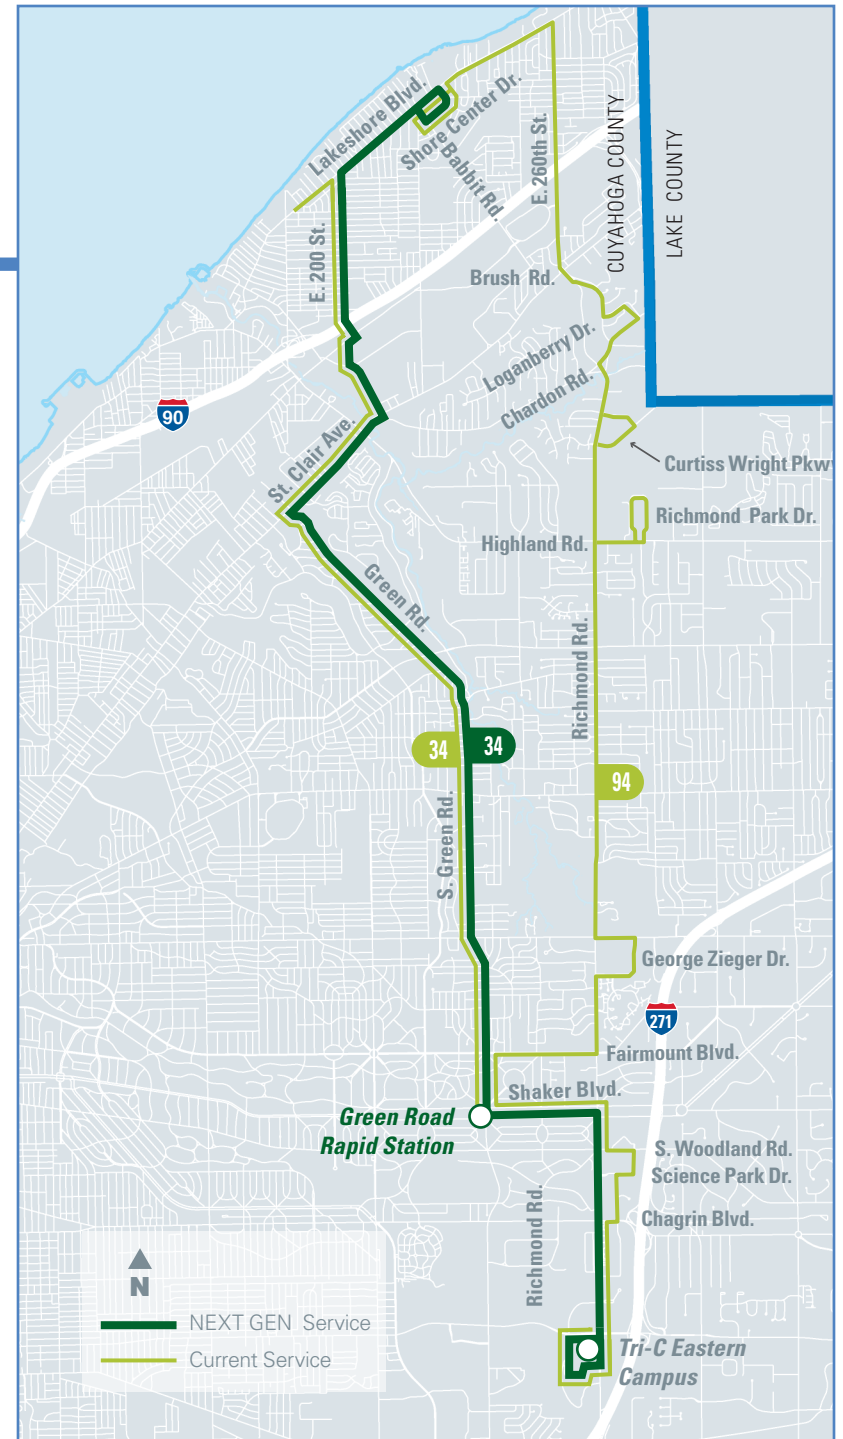 Lakeshore Blvd.
Shore Center Dr.
Babbit Rd.
E. 260th St.
CUYAHOGA COUNTY
LAKE COUNTY
E. 200 St.
Brush Rd.
Loganberry Dr.
Chardon Rd.
90
St. Clair Ave.
Curtiss Wright Pkw
Richmond Park Dr.
Highland Rd.
Green Rd.
Richmond Rd.
34
34
94
S. Green Rd.
George Zieger Dr.
271
Fairmount Blvd.
Shaker Blvd.
Green Road
Rapid Station
S. Woodland Rd.
Science Park Dr.
Richmond Rd.
Chagrin Blvd.
N
NEXT GEN Service
Current Service
Tri-C Eastern
Campus